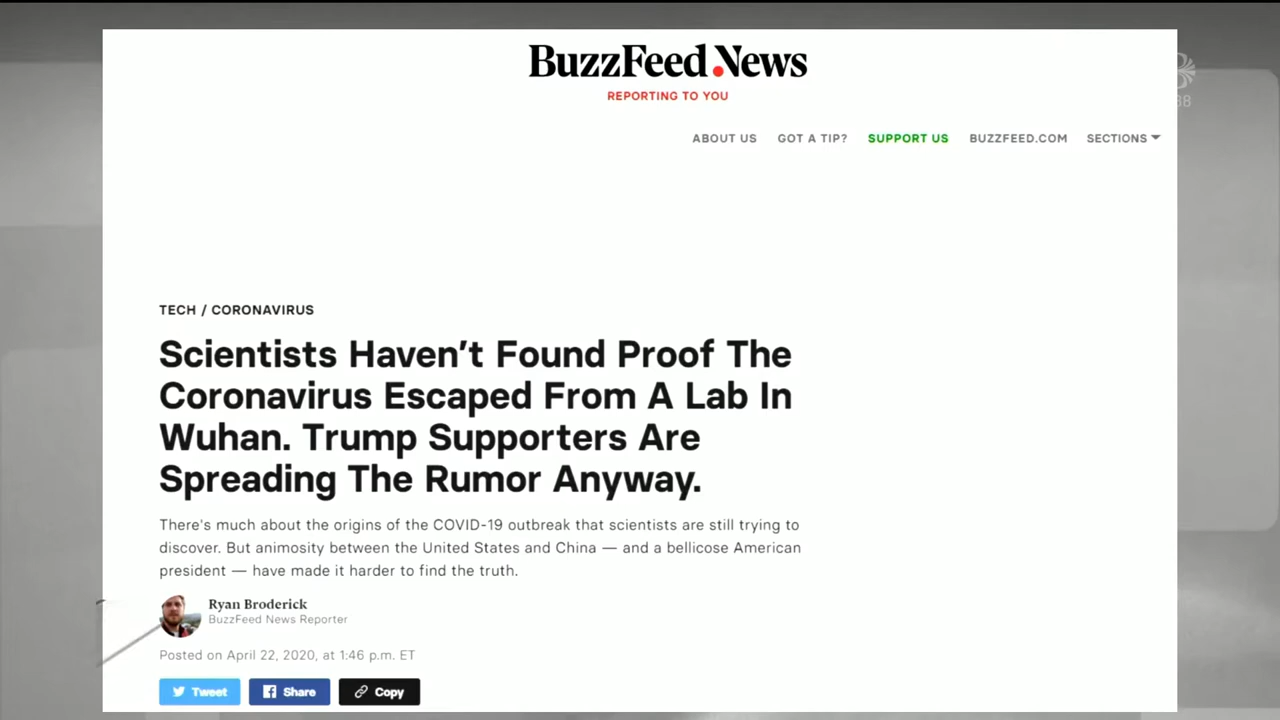 BuzzFeed News
REPORTING TO YOU
ABOUT US GOT A TIP? SUPPORT US BUZZFEED.COM SECTIONS
TECH / CORONAVIRUS
Scientists Haven't Found Proof The
Coronavirus Escaped From A Lab In
Wuhan. Trump Supporters Are
Spreading The Rumor Anyway.
There's much about the origins of the COVID-19 outbreak that scientists are still trying to
discover. But animosity between the United States and China — and a bellicose American
president — have made it harder to find the truth.
Ryan Broderick
BuzzFeed News Reporter
Posted on April 22, 2020, at 1:46 p.m. ET
Tweet Share Copy